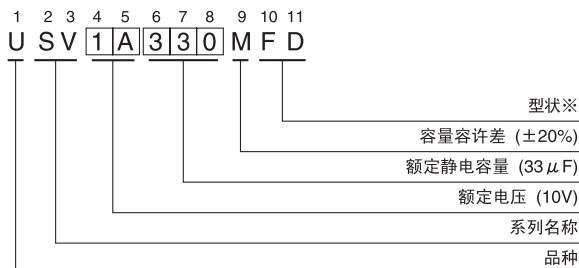 1 2 3 4 5 6 7 8 9 10 11
U S V 1 A 3 3 0 M F D
型状※
容量容许差 (±20%)
额定静电容量 (33μF)
额定电压 (10V)
系列名称
品种